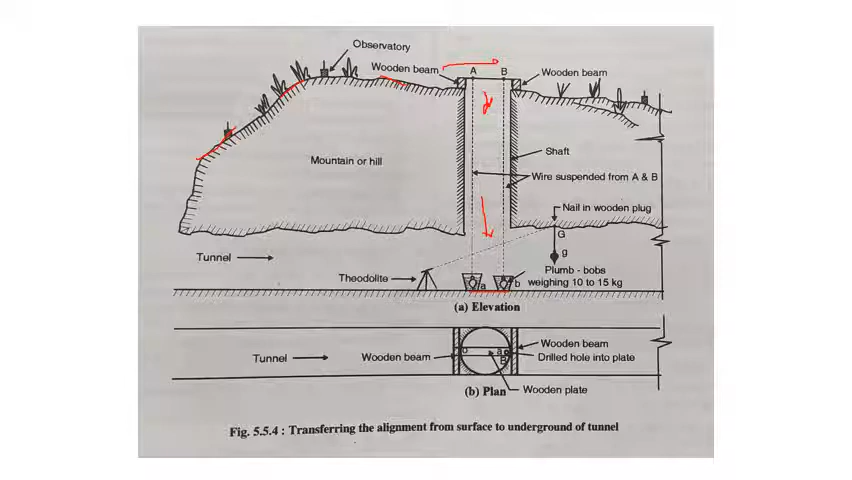 Observatory
Wooden beam
A
B
Wooden beam
Shaft
Mountain or hill
Wire suspended from A & B
Nail in wooden plug
G
g
Tunnel
Theodolite
a
b
Plumb - bobs
weighing 10 to 15 kg
(a) Elevation
Wooden beam
Tunnel
Wooden beam
a
B
Drilled hole into plate
(b) Plan
Wooden plate
Fig. 5.5.4 : Transferring the alignment from surface to underground of tunnel